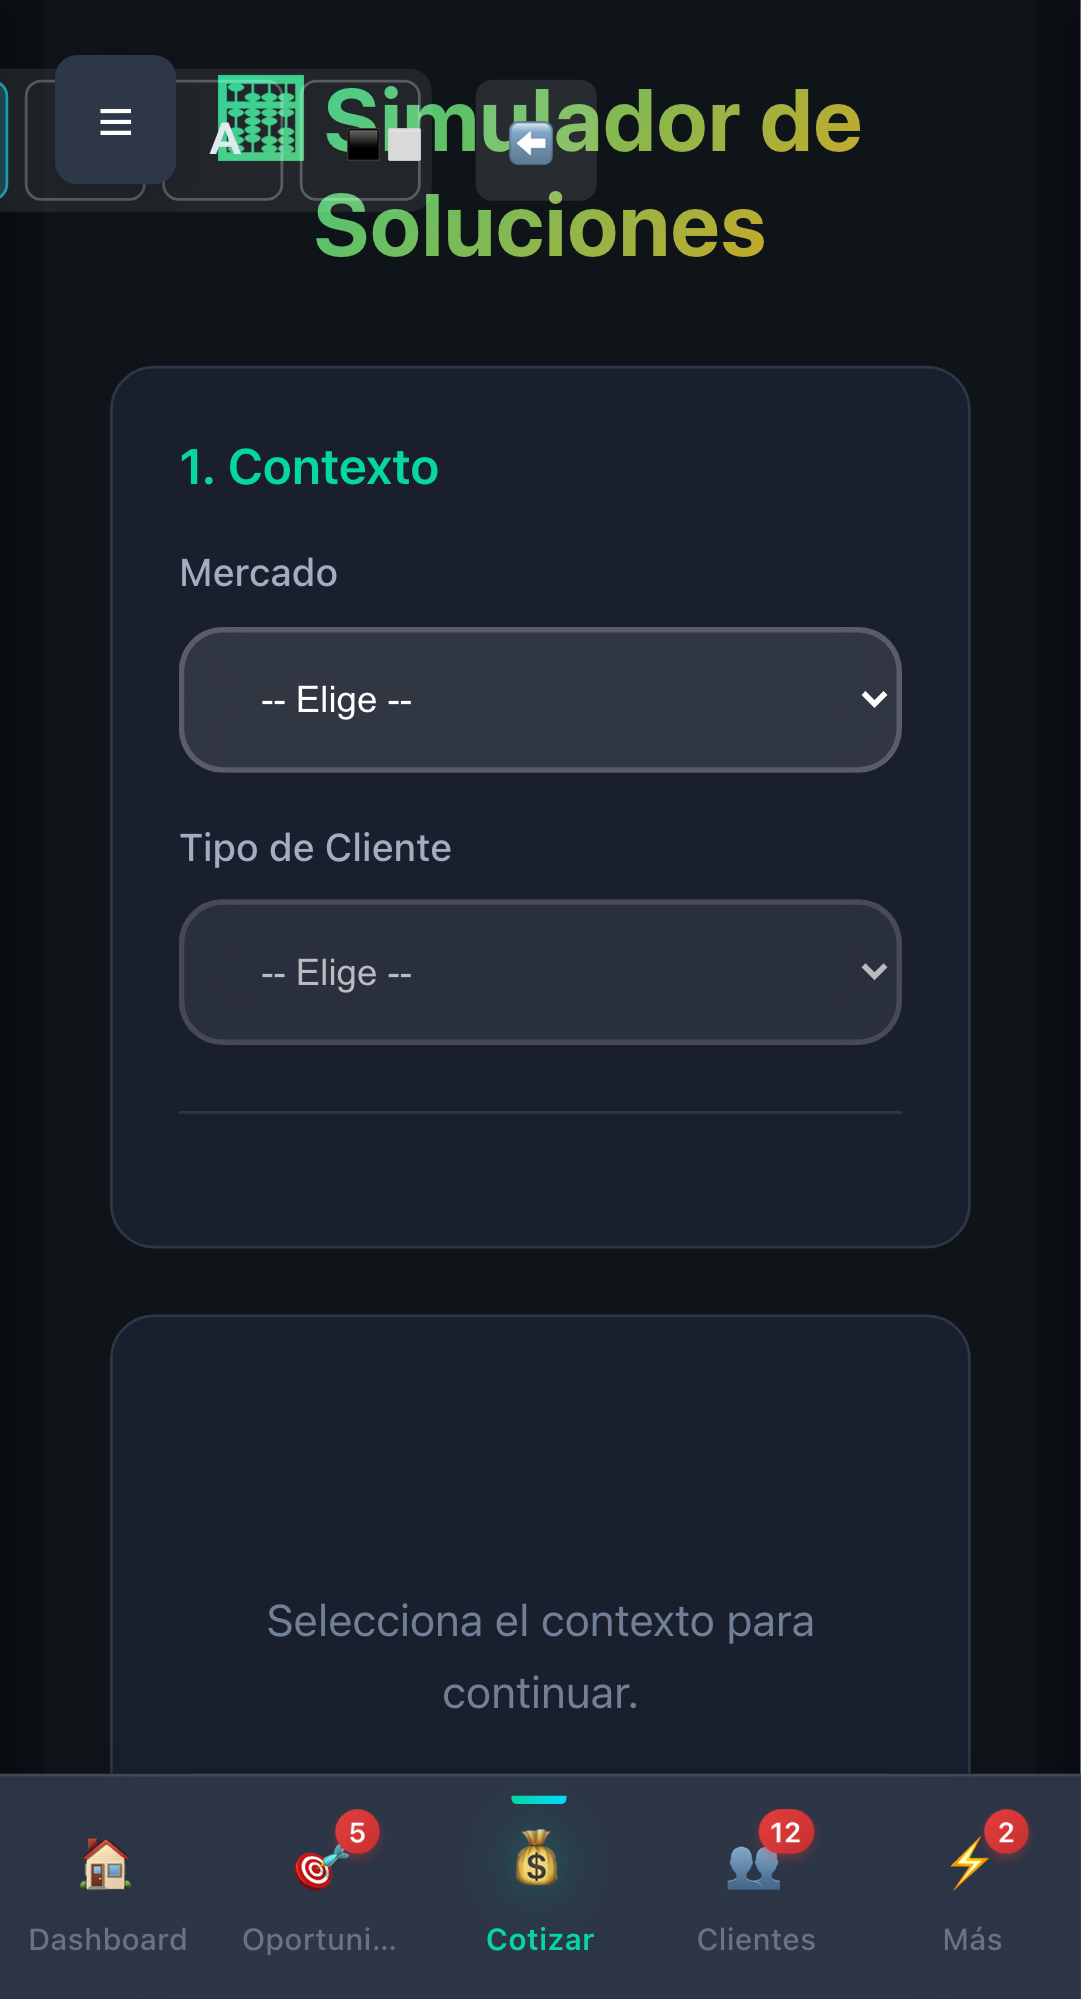 ☰
A
🧮 Simulador de
Soluciones
1. Contexto
Mercado
-- Elige --
Tipo de Cliente
-- Elige --
Selecciona el contexto para
continuar.
5
12
2
Dashboard
Oportuni...
Cotizar
Clientes
Más